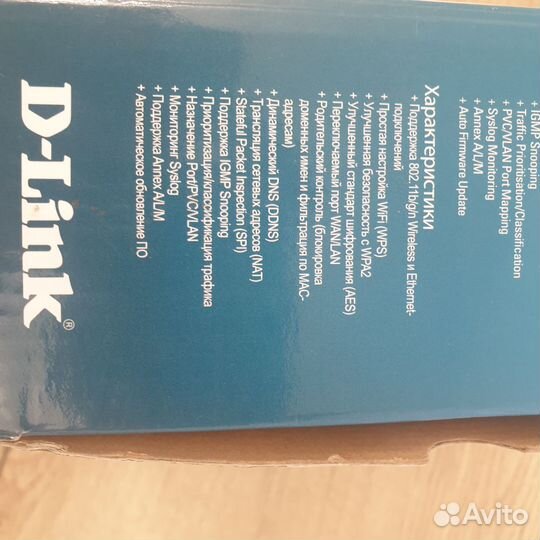 + IGMP Snooping
+ Traffic Prioritisation/Classification
+ PVC/VLAN Port Mapping
+ Syslog Monitoring
+ Annex A/L/M
+ Auto Firmware Update
Характеристики
+ Поддержка 802.11b/g/n Wireless и Ethernet-
подключений
+ Простая настройка WiFi (WPS)
+ Улучшенная безопасность с WPA2
+ Улучшенный стандарт шифрования (AES)
+ Переключаемый порт WAN/LAN
+ Родительский контроль (блокировка
доменных имен и фильтрация по MAC-
адресам)
+ Динамический DNS (DDNS)
+ Трансляция сетевых адресов (NAT)
+ Stateful Packet Inspection (SPI)
+ Поддержка IGMP Snooping
+ Приоритизация/классификация трафика
+ Назначение Port/PVC/VLAN
+ Мониторинг Syslog
+ Поддержка Annex A/L/M
+ Автоматическое обновление ПО
D-Link®
Avito